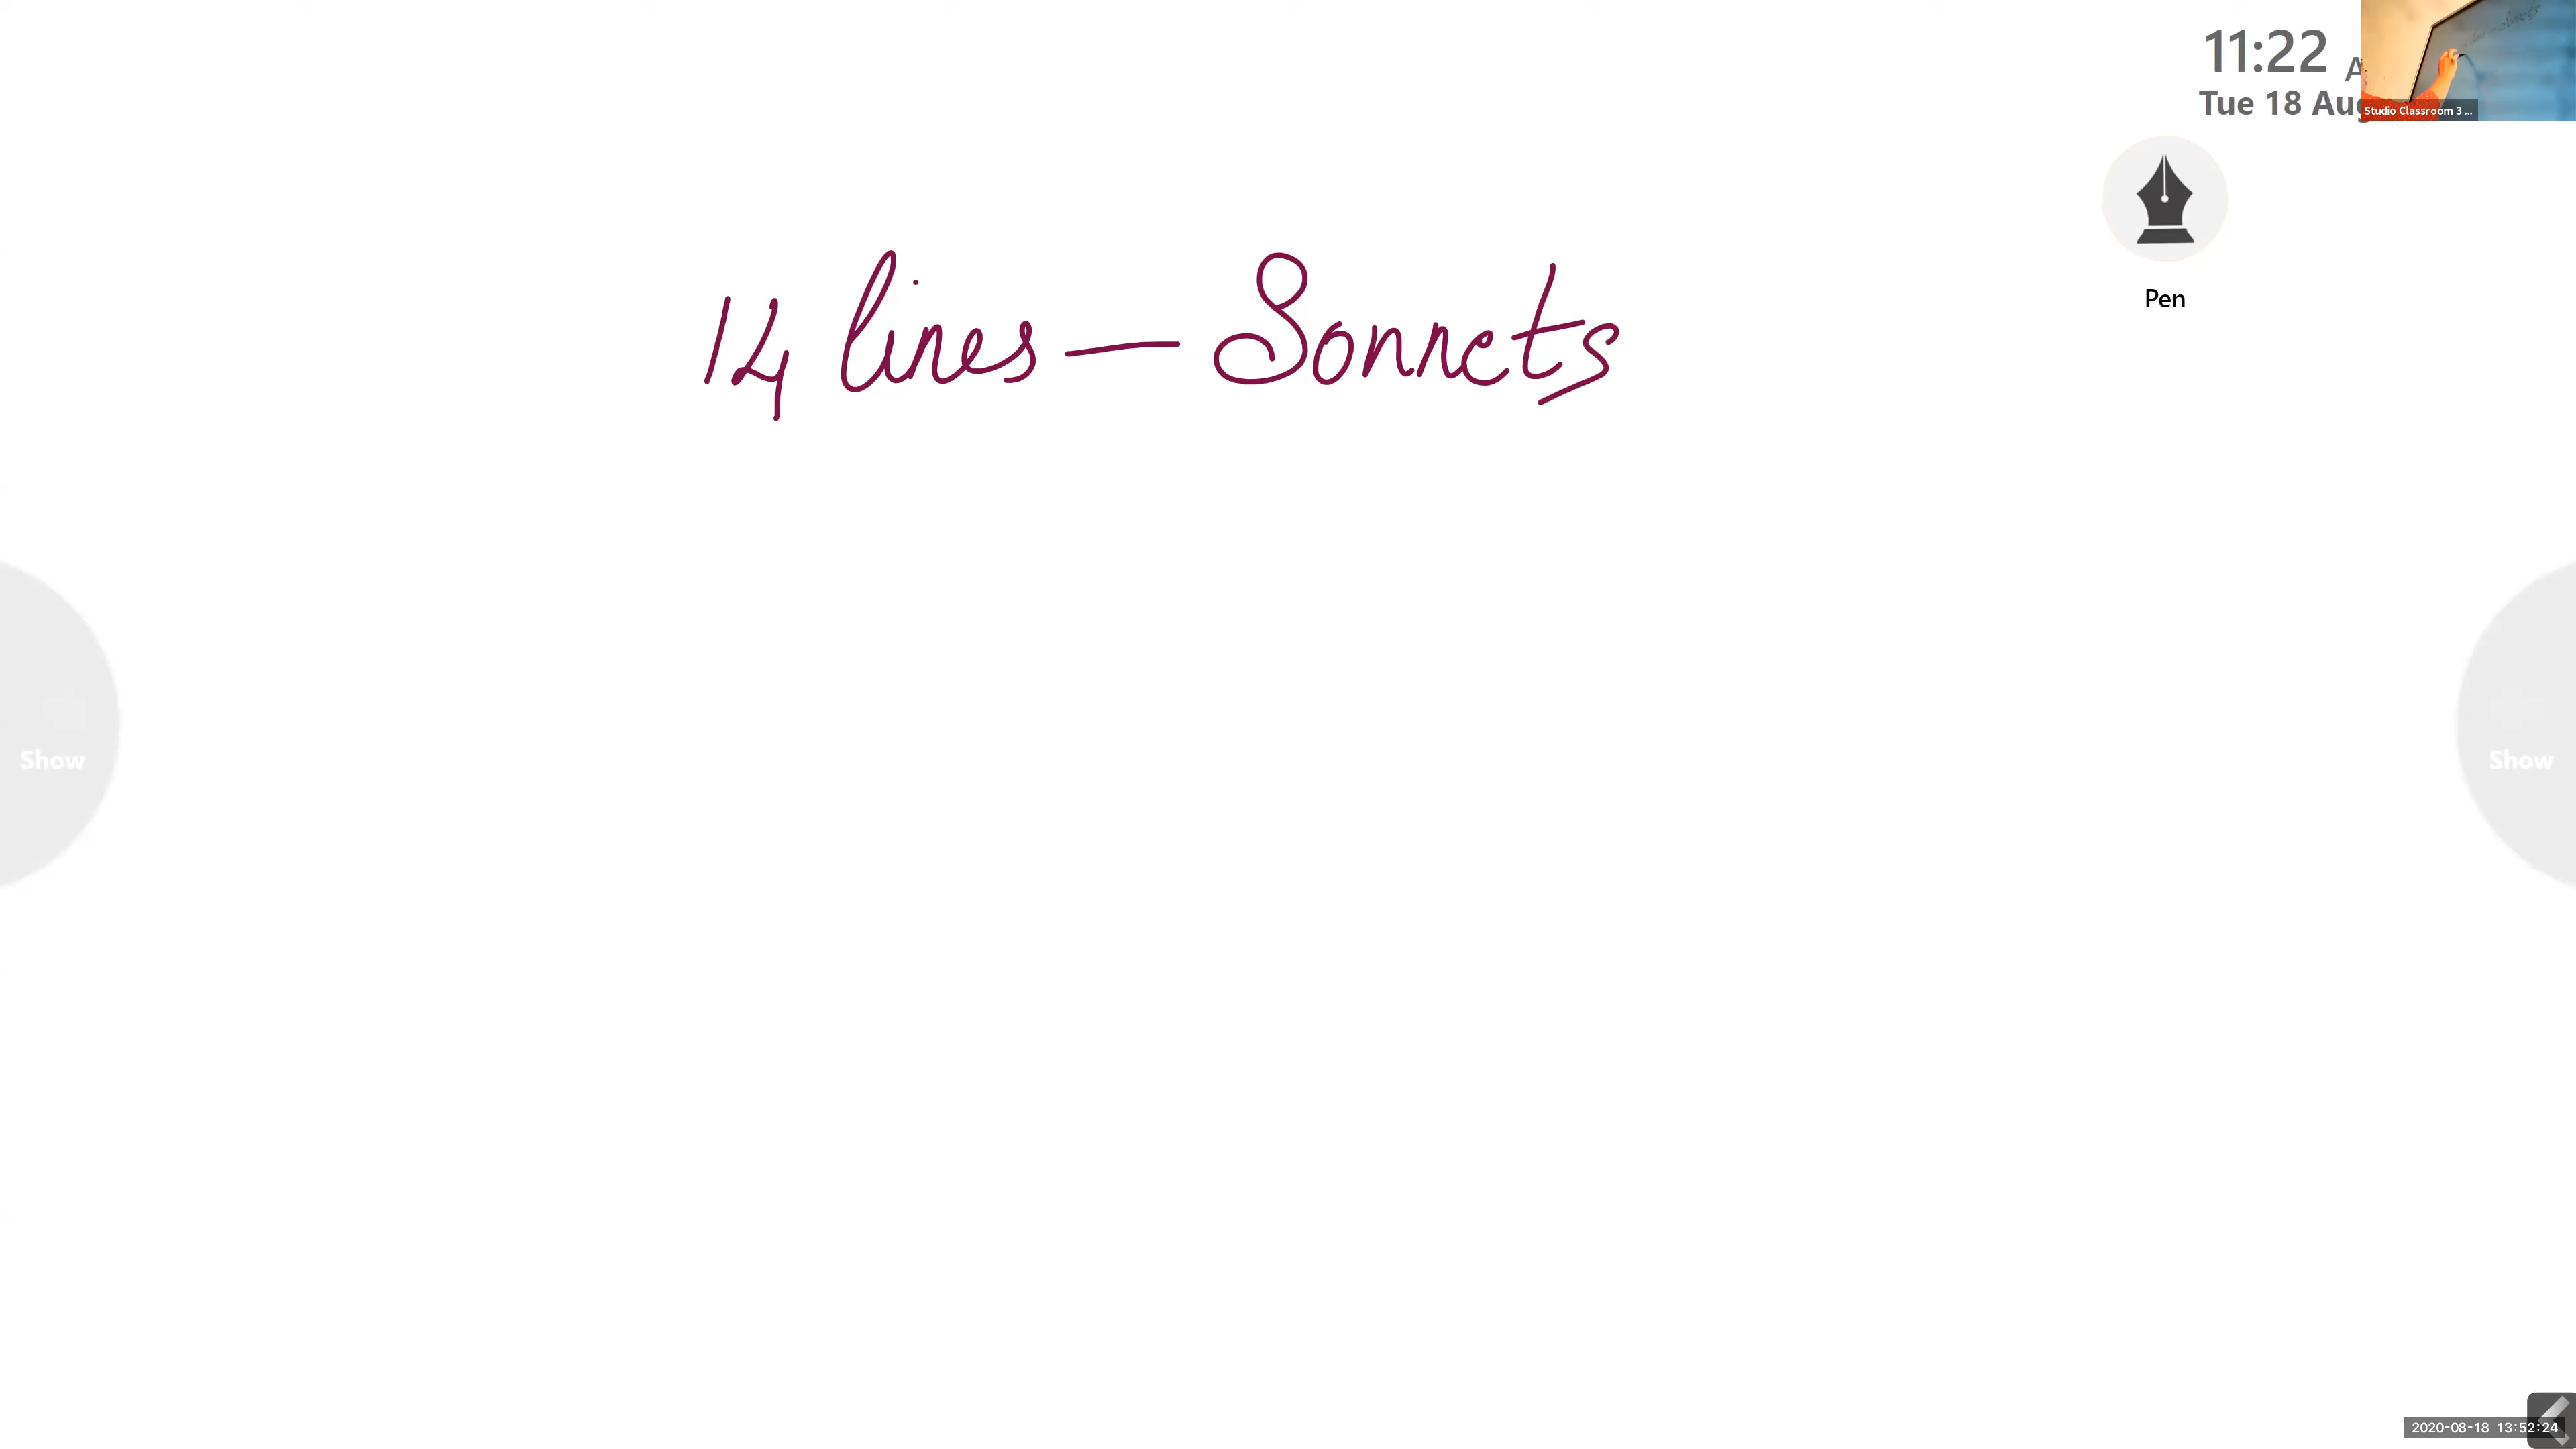 11:22
Tue 18 Aug
Studio Classroom 3 ...
Pen
14 lines — Sonnets
Show
Show
2020-08-18 13:52:24